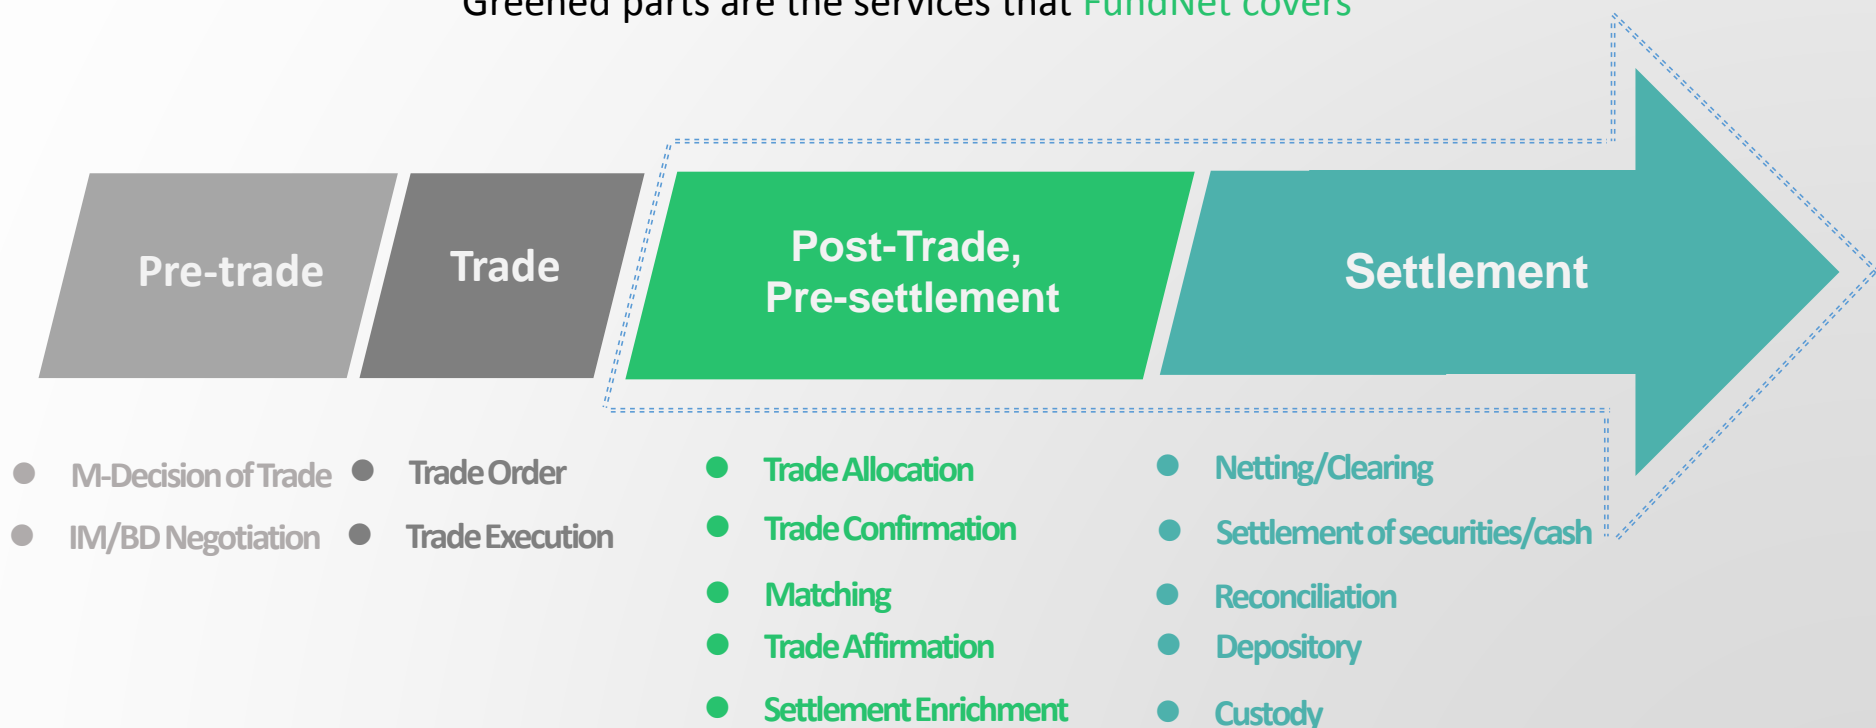 Greened parts are the services that FundNet covers
Pre-trade
Trade
Post-Trade,
Pre-settlement
Settlement
M-Decision of Trade
IM/BD Negotiation
Trade Order
Trade Execution
Trade Allocation
Trade Confirmation
Matching
Trade Affirmation
Settlement Enrichment
Netting/Clearing
Settlement of securities/cash
Reconciliation
Depository
Custody